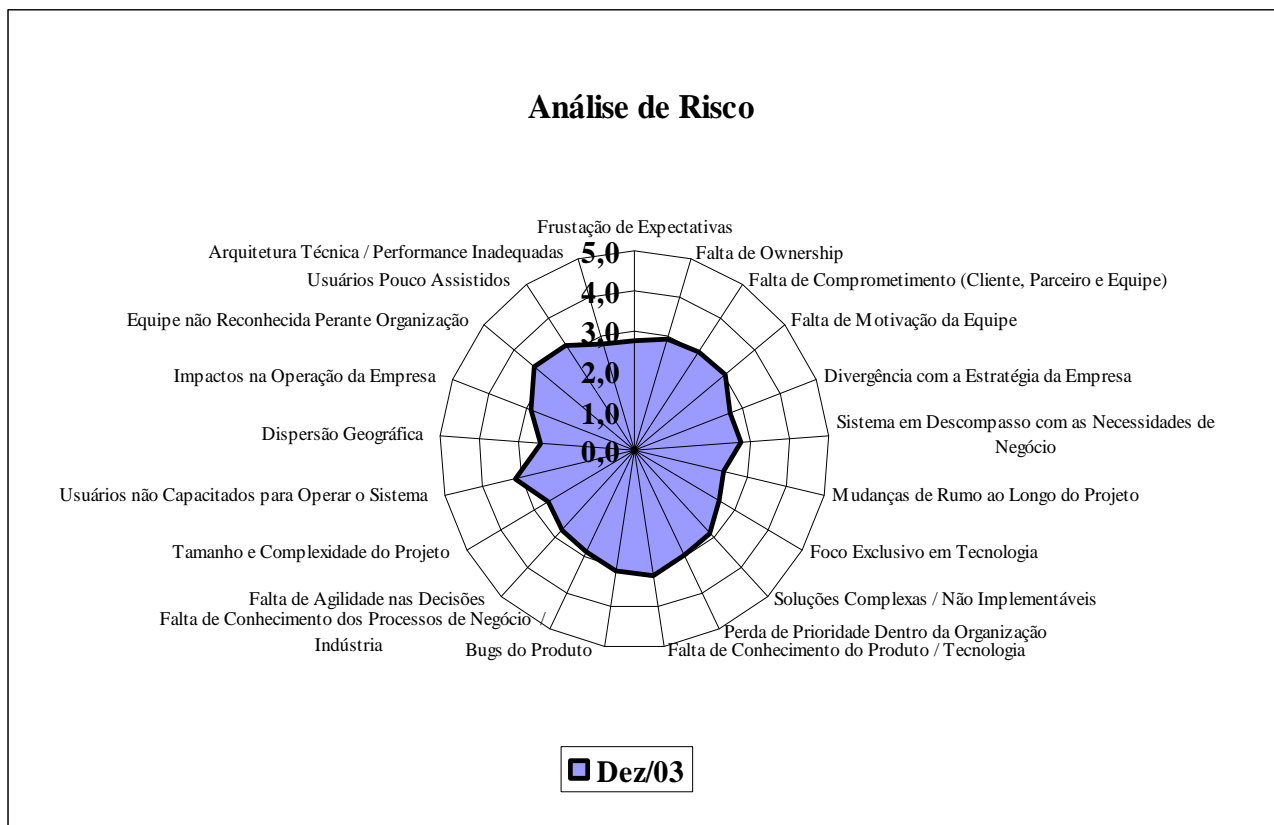 Análise de Risco
Frustação de Expectativas
Arquitetura Técnica / Performance Inadequadas
5,0
Falta de Ownership
Usuários Pouco Assistidos
4,0
Falta de Comprometimento (Cliente, Parceiro e Equipe)
Equipe não Reconhecida Perante Organização
3,0
Falta de Motivação da Equipe
Impactos na Operação da Empresa
2,0
Divergência com a Estratégia da Empresa
1,0
Sistema em Descompasso com as Necessidades de
Negócio
Dispersão Geográfica
0,0
Usuários não Capacitados para Operar o Sistema
Mudanças de Rumo ao Longo do Projeto
Tamanho e Complexidade do Projeto
Foco Exclusivo em Tecnologia
Falta de Agilidade nas Decisões
Soluções Complexas / Não Implementáveis
Falta de Conhecimento dos Processos de Negócio /
Indústria
Perda de Prioridade Dentro da Organização
Bugs do Produto
Falta de Conhecimento do Produto / Tecnologia
Dez/03